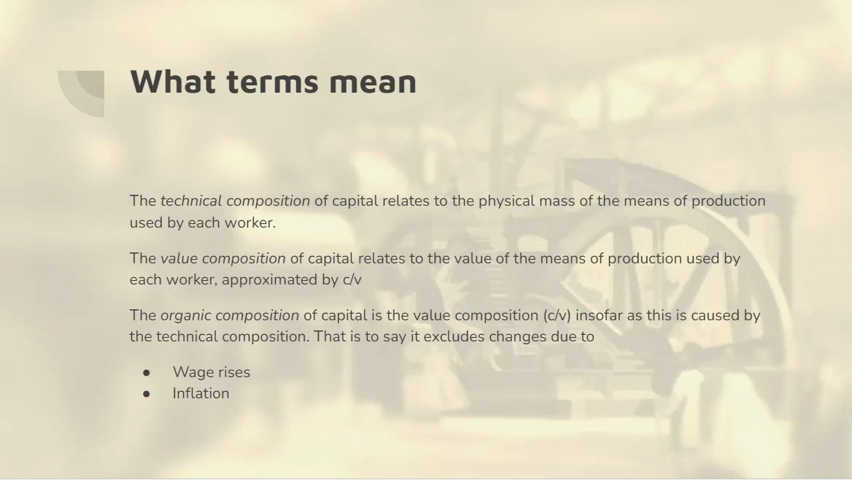 What terms mean
The technical composition of capital relates to the physical mass of the means of production
used by each worker.
The value composition of capital relates to the value of the means of production used by
each worker, approximated by c/v
The organic composition of capital is the value composition (c/v) insofar as this is caused by
the technical composition. That is to say it excludes changes due to
● Wage rises
● Inflation